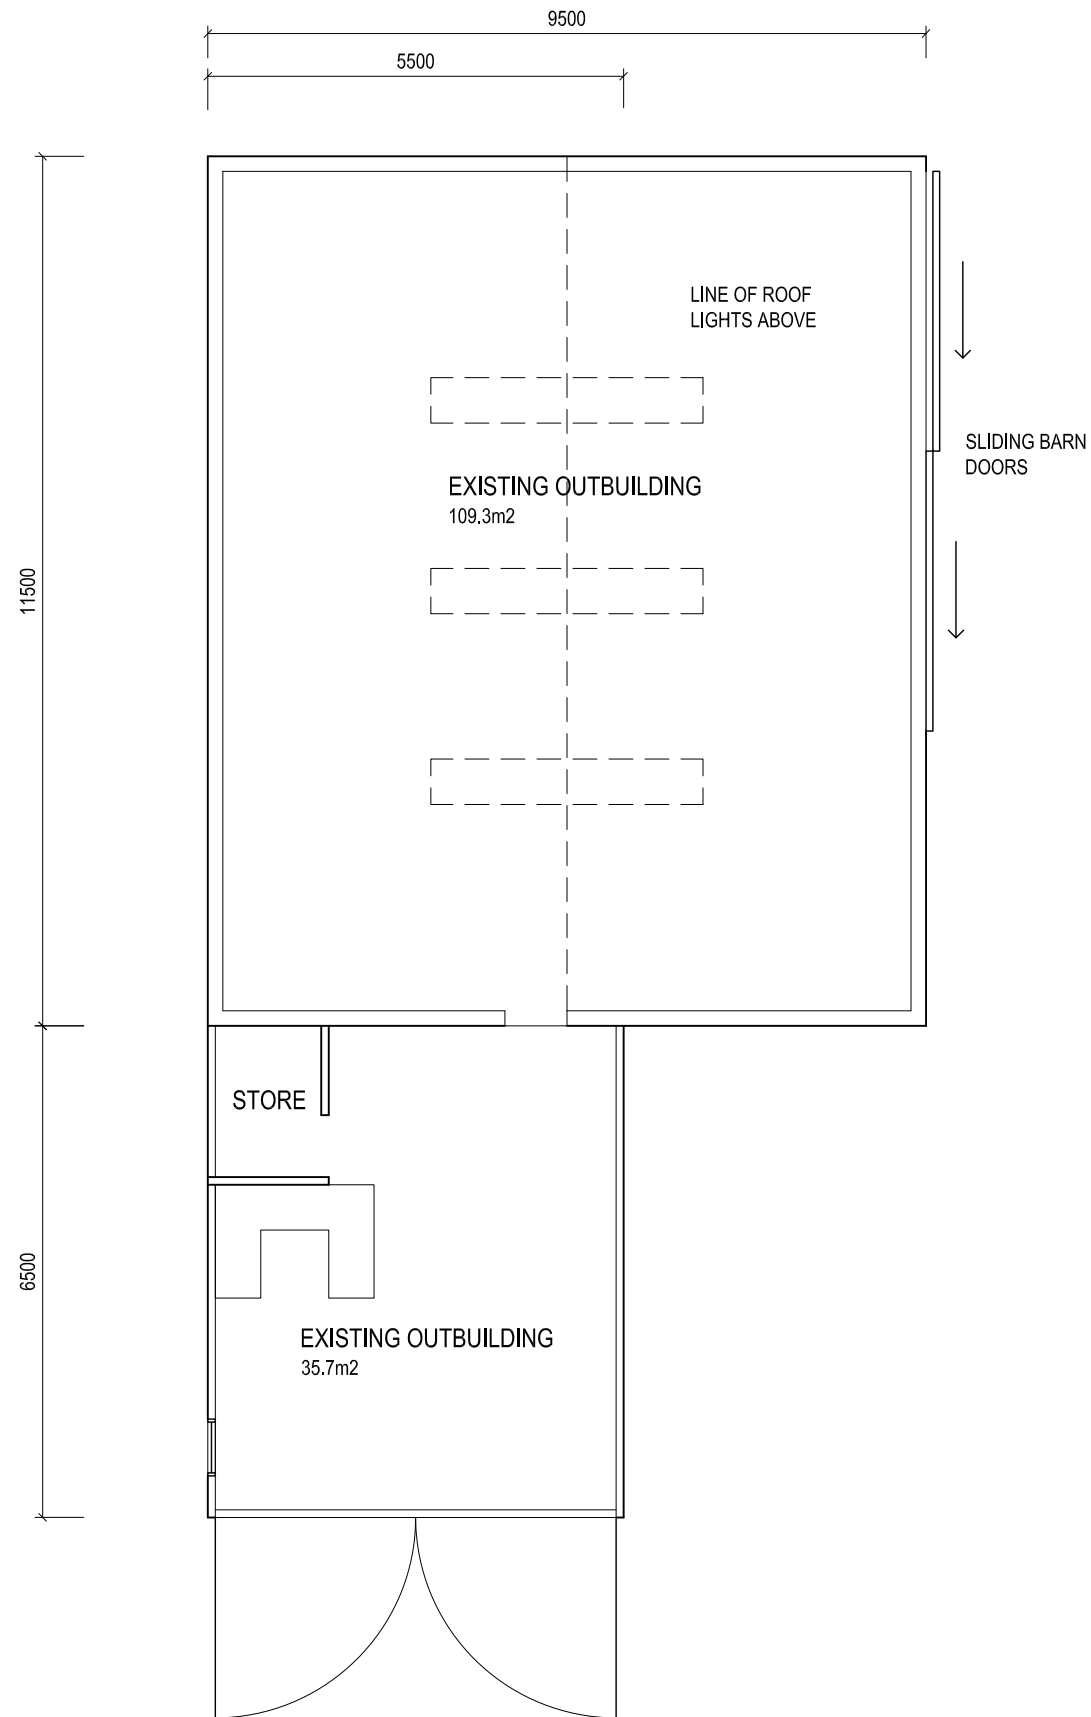 9500
5500
LINE OF ROOF
LIGHTS ABOVE
SLIDING BARN
DOORS
EXISTING OUTBUILDING
109.3m2
11500
STORE
6500
EXISTING OUTBUILDING
35.7m2